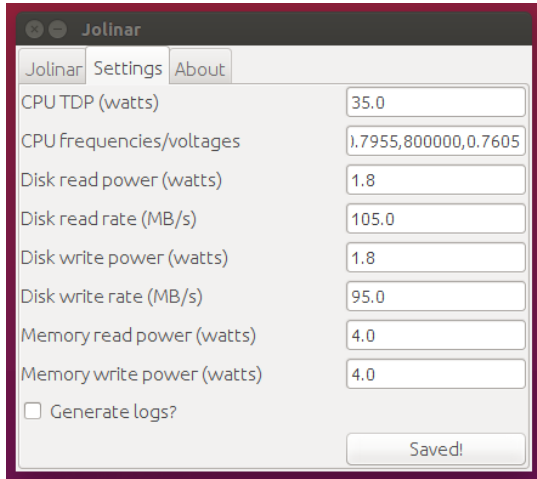 Jolinar
Jolinar Settings About
CPU TDP (watts) 35.0
CPU frequencies/voltages .7955,800000,0.7605
Disk read power (watts) 1.8
Disk read rate (MB/s) 105.0
Disk write power (watts) 1.8
Disk write rate (MB/s) 95.0
Memory read power (watts) 4.0
Memory write power (watts) 4.0
Generate logs?
Saved!